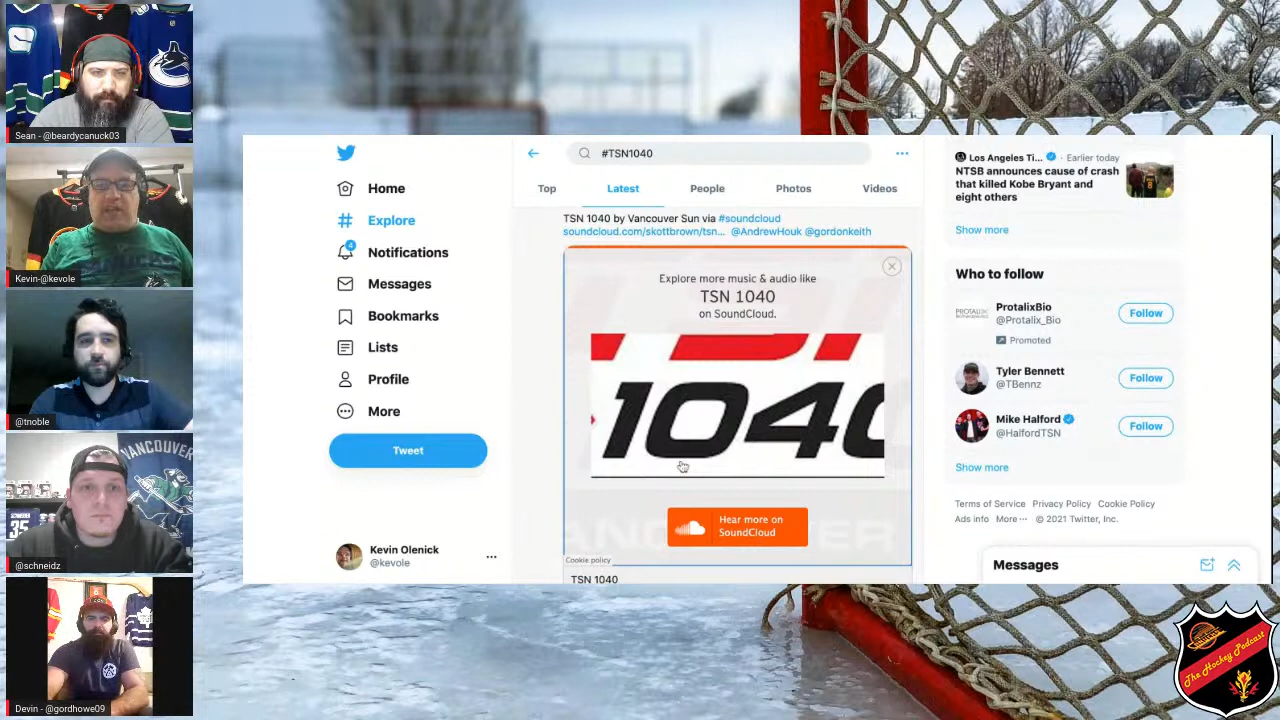 Sean - @beardycanuck03
Kevin-@kevole
@tnoble
VANCOUVER
35
@schneidz
Devin - @gordhowe09
#TSN1040
Top
Latest
People
Photos
Videos
Home
Explore
4
Notifications
Messages
Bookmarks
Lists
Profile
More
Tweet
Kevin Olenick
@kevole
TSN 1040 by Vancouver Sun via #soundcloud
soundcloud.com/skottbrown/tsn... @AndrewHouk @gordonkeith
Explore more music & audio like
TSN 1040
on SoundCloud.
1040
Hear more on
SoundCloud
Cookie policy
TSN 1040
Los Angeles Ti... · Earlier today
NTSB announces cause of crash
that killed Kobe Bryant and
eight others
Show more
Who to follow
ProtalixBio
@Protalix_Bio
Promoted
Follow
Tyler Bennett
@TBennz
Follow
Mike Halford
@HalfordTSN
Follow
Show more
Terms of Service Privacy Policy Cookie Policy
Ads info More··· © 2021 Twitter, Inc.
Messages
The Hockey Podcast